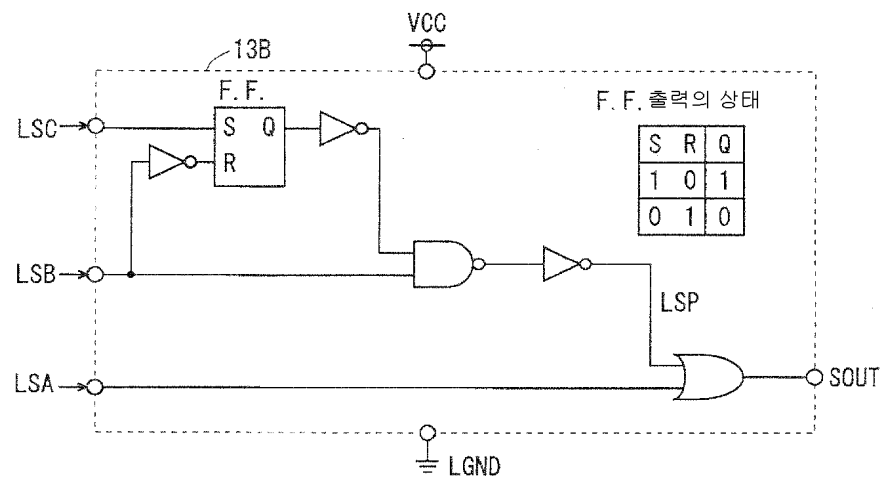 VCC
13B
F.F.
F.F.출력의 상태
LSC
S Q
R
S R Q
1 0 1
0 1 0
LSB
LSP
LSA
SOUT
LGND